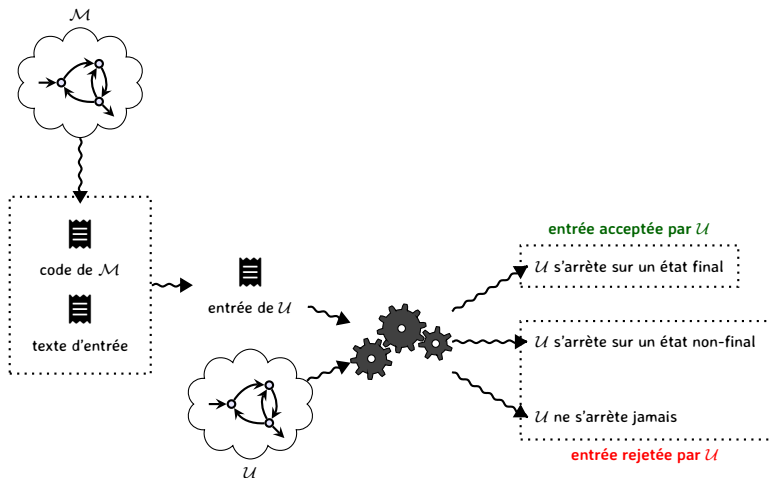 ℳ
code de ℳ
texte d'entrée
entrée de 𝒰
𝒰
entrée acceptée par 𝒰
𝒰 s'arrête sur un état final
𝒰 s'arrête sur un état non-final
𝒰 ne s'arrête jamais
entrée rejetée par 𝒰